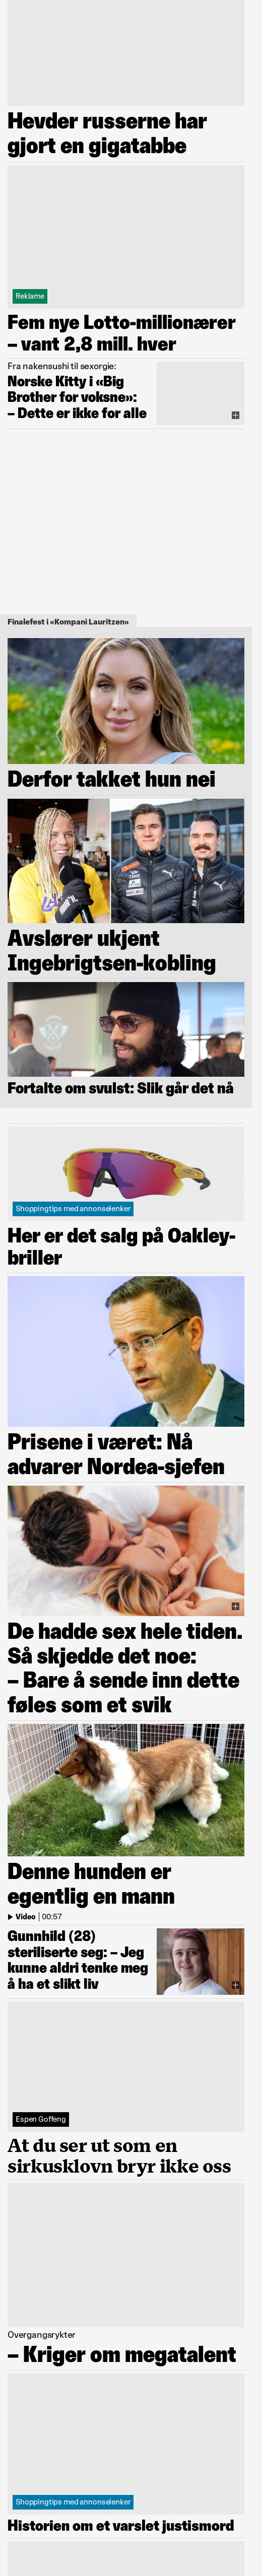 Hevder russerne har
gjort en gigatabbe
Reklame
Fem nye Lotto-millionærer
– vant 2,8 mill. hver
Fra nakensushi til sexorgie:
Norske Kitty i «Big
Brother for voksne»:
– Dette er ikke for alle
Finalefest i «Kompani Lauritzen»
Derfor takket hun nei
Avslører ukjent
Ingebrigtsen-kobling
Fortalte om svulst: Slik går det nå
Shoppingtips med annonselenker
Her er det salg på Oakley-
briller
Prisene i været: Nå
advarer Nordea-sjefen
De hadde sex hele tiden.
Så skjedde det noe:
– Bare å sende inn dette
føles som et svik
Denne hunden er
egentlig en mann
Video | 00:57
Gunnhild (28)
steriliserte seg: – Jeg
kunne aldri tenke meg
å ha et slikt liv
Espen Goffeng
At du ser ut som en
sirkusklovn bryr ikke oss
Overgangsrykter
– Kriger om megatalent
Shoppingtips med annonselenker
Historien om et varslet justismord